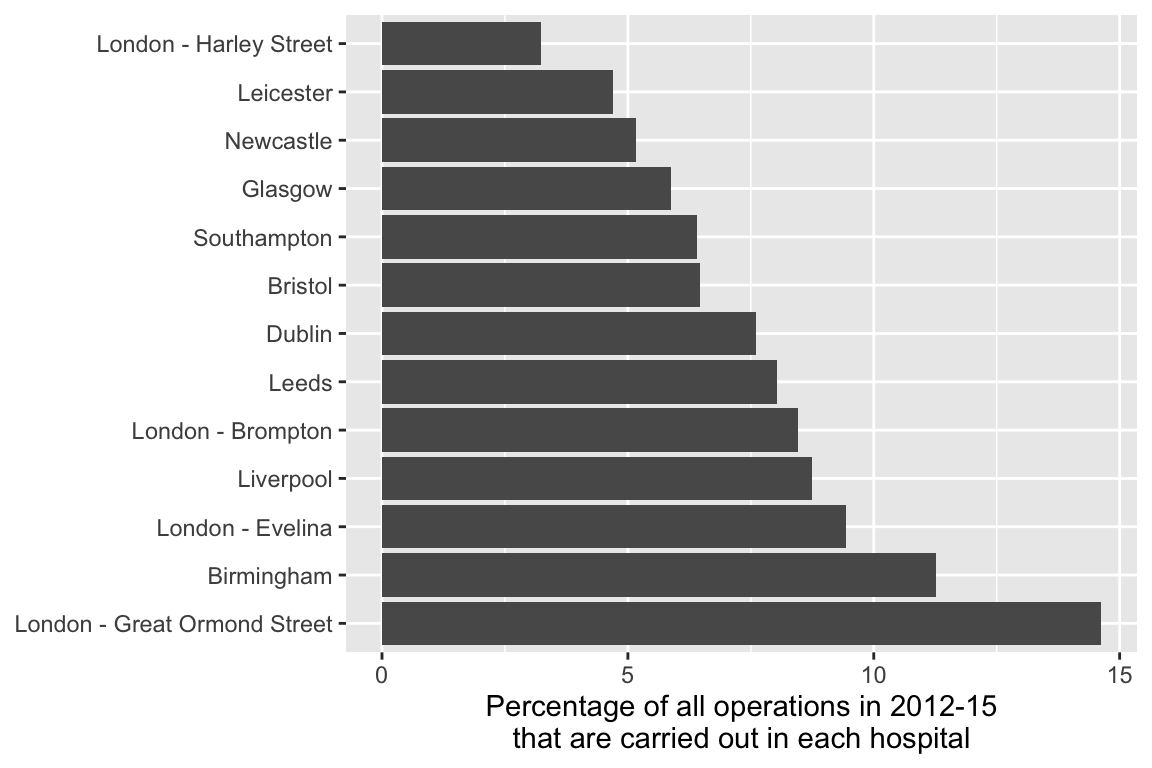 London - Harley Street
Leicester
Newcastle
Glasgow
Southampton
Bristol
Dublin
Leeds
London - Brompton
Liverpool
London - Evelina
Birmingham
London - Great Ormond Street
0 5 10 15
Percentage of all operations in 2012-15
that are carried out in each hospital